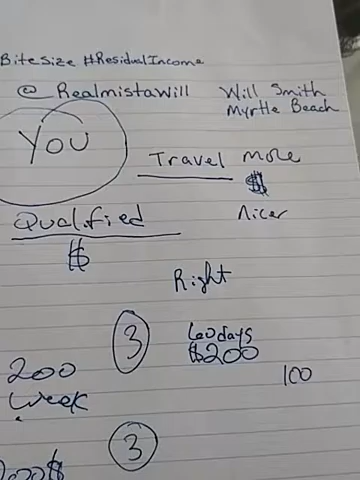 BiteSize #ResidualIncome
@Realmistawill Will Smith
Myrtle Beach
You
Travel more
$
Nicer
Qualified
$
Right
3 60days
$200
100
200
week
3